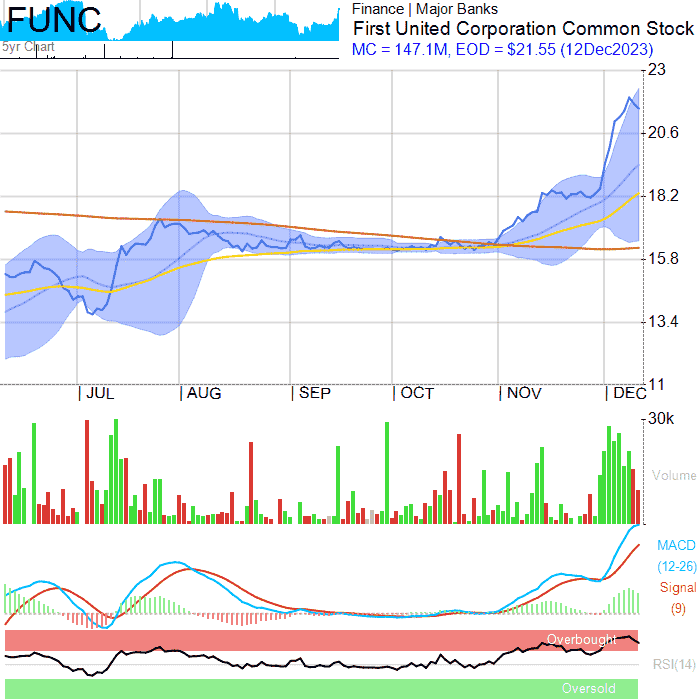 FUNC
5yr Chart
Finance | Major Banks
First United Corporation Common Stock
MC = 147.1M, EOD = $21.55 (12Dec2023)
23
20.6
18.2
15.8
13.4
11
| JUL | AUG | SEP | OCT | NOV | DEC
30k
Volume
MACD
(12-26)
Signal
(9)
Overbought
RSI(14)
Oversold